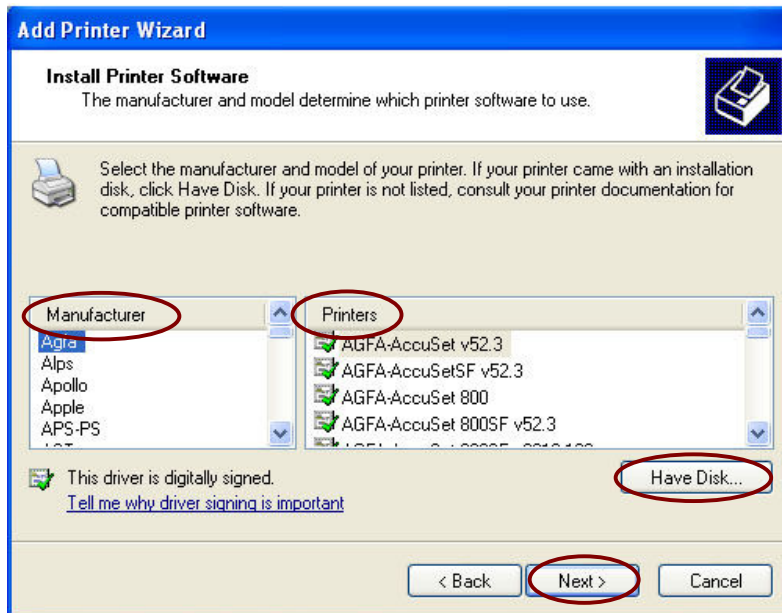 Add Printer Wizard
Install Printer Software
The manufacturer and model determine which printer software to use.
Select the manufacturer and model of your printer. If your printer came with an installation
disk, click Have Disk. If your printer is not listed, consult your printer documentation for
compatible printer software.
Manufacturer
Agfa
Alps
Apollo
Apple
APS-PS
Printers
AGFA-AccuSet v52.3
AGFA-AccuSetSF v52.3
AGFA-AccuSet 800
AGFA-AccuSet 800SF v52.3
This driver is digitally signed.
Tell me why driver signing is important
Have Disk...
< Back
Next >
Cancel